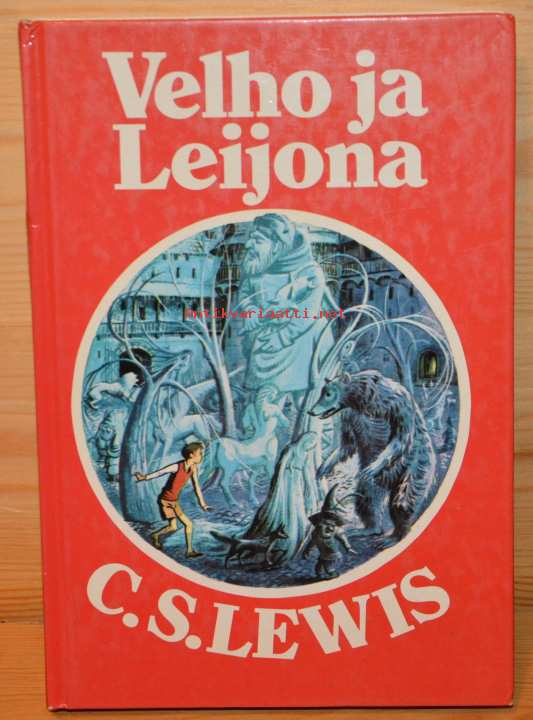 Velho ja
Leijona
antikvariaatti.net
C.S.LEWIS